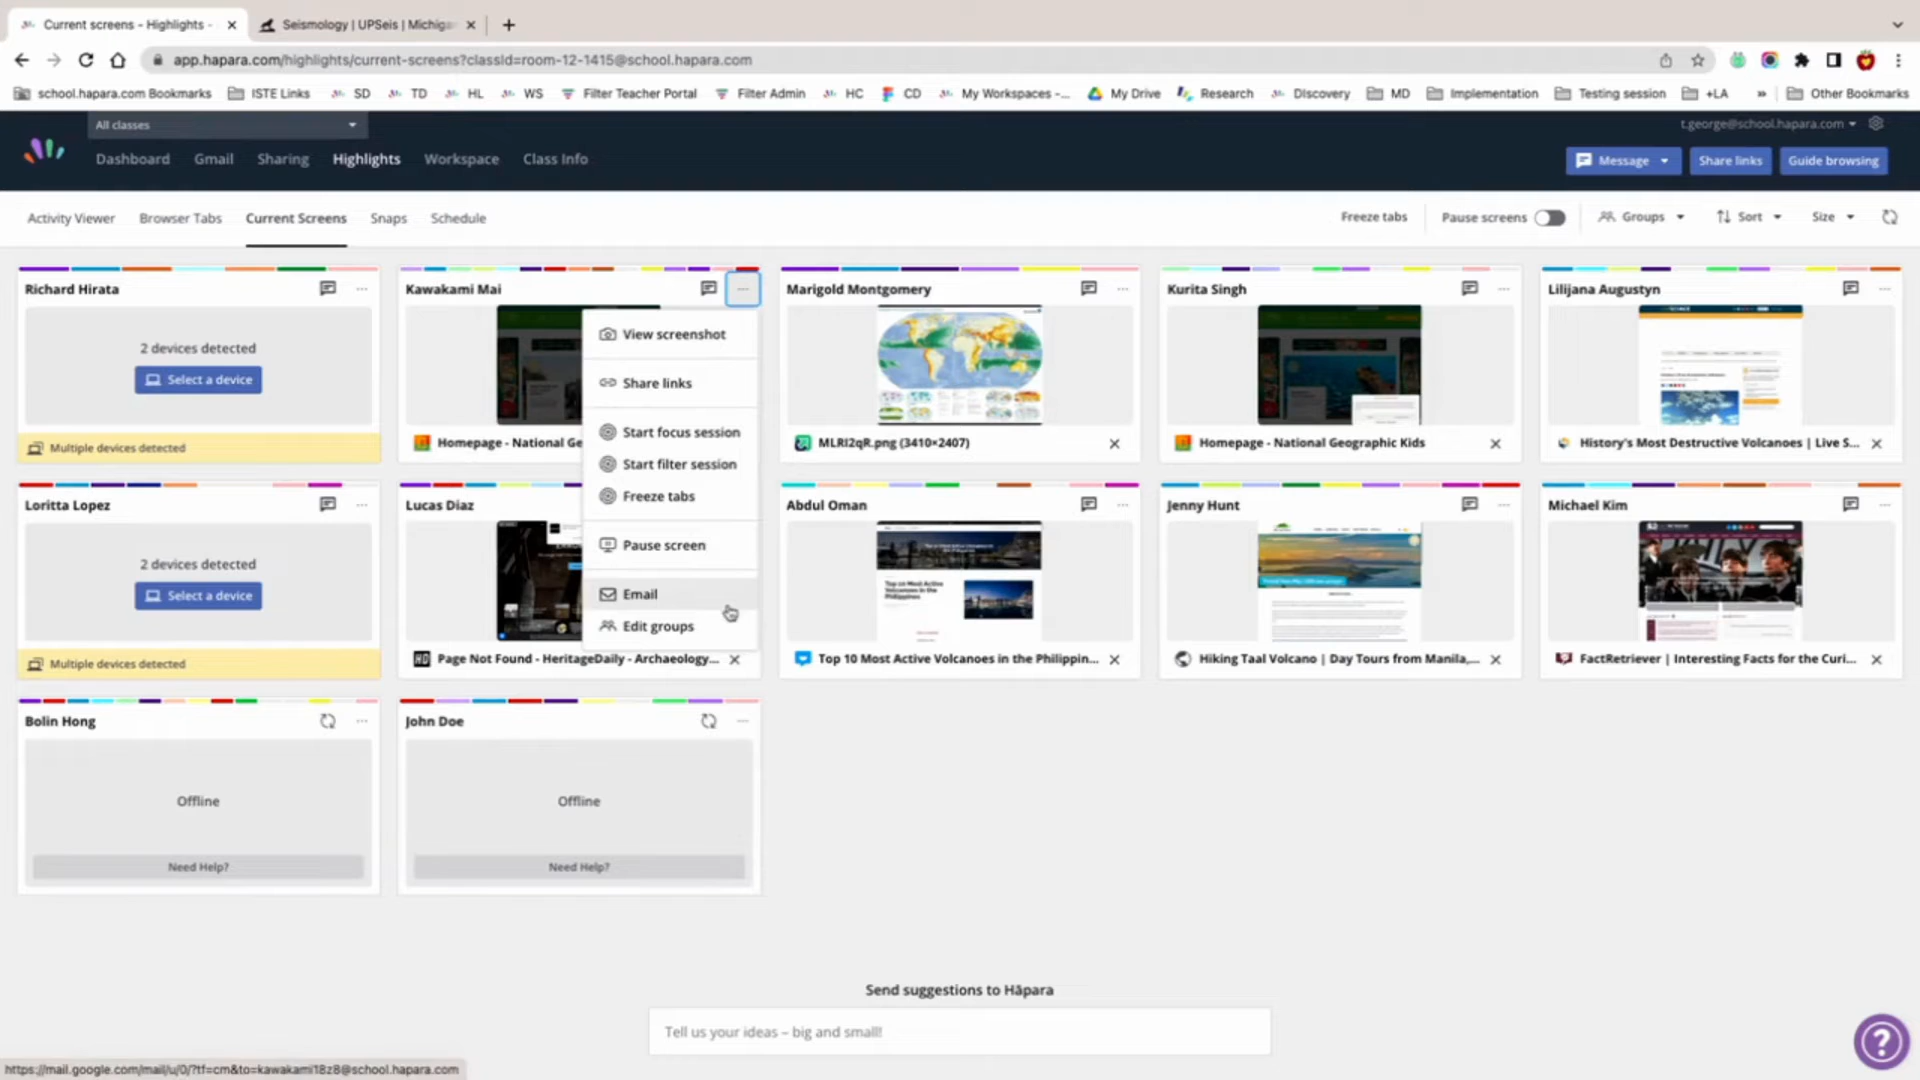 Current screens - Highlights -
Seismology | UPSeis | Michiga
app.hapara.com/highlights/current-screens?classId=room-12-1415@school.hapara.com
school.hapara.com Bookmarks ISTE Links SD TD HL WS Filter Teacher Portal Filter Admin HC CD My Workspaces -... My Drive Research DIscovery MD Implementation Testing session +LA » Other Bookmarks
All classes
t.george@school.hapara.com
Dashboard Gmail Sharing Highlights Workspace Class Info
Message Share links Guide browsing
Activity Viewer Browser Tabs Current Screens Snaps Schedule
Freeze tabs Pause screens Groups Sort Size
Richard Hirata
2 devices detected
Select a device
Multiple devices detected
Kawakami Mai
Homepage - National Ge
View screenshot
Share links
Start focus session
Start filter session
Freeze tabs
Pause screen
Email
Edit groups
Marigold Montgomery
MLRI2qR.png (3410×2407)
Kurita Singh
Homepage - National Geographic Kids
Lilijana Augustyn
History's Most Destructive Volcanoes | Live S...
Loritta Lopez
2 devices detected
Select a device
Multiple devices detected
Lucas Diaz
HD Page Not Found - HeritageDaily - Archaeology...
Abdul Oman
Top 10 Most Active
Volcanoes in the
Philippines
Top 10 Most Active Volcanoes in the Philippin...
Jenny Hunt
Hiking Taal Volcano | Day Tours from Manila,...
Michael Kim
FactRetriever | Interesting Facts for the Curi...
Bolin Hong
Offline
Need Help?
John Doe
Offline
Need Help?
Send suggestions to Hāpara
Tell us your ideas – big and small!
?
https://mail.google.com/mail/u/0/?tf=cm&to=kawakami18z8@school.hapara.com